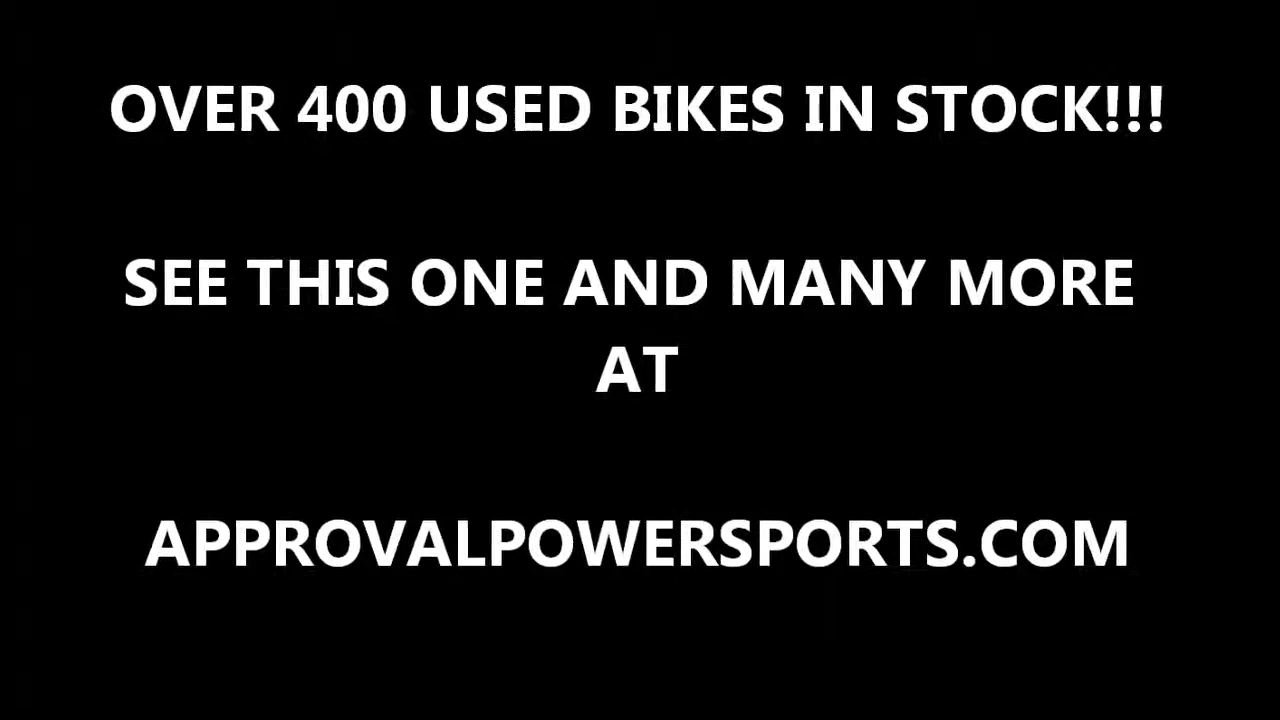 OVER 400 USED BIKES IN STOCK!!!
SEE THIS ONE AND MANY MORE
AT
APPROVALPOWERSPORTS.COM